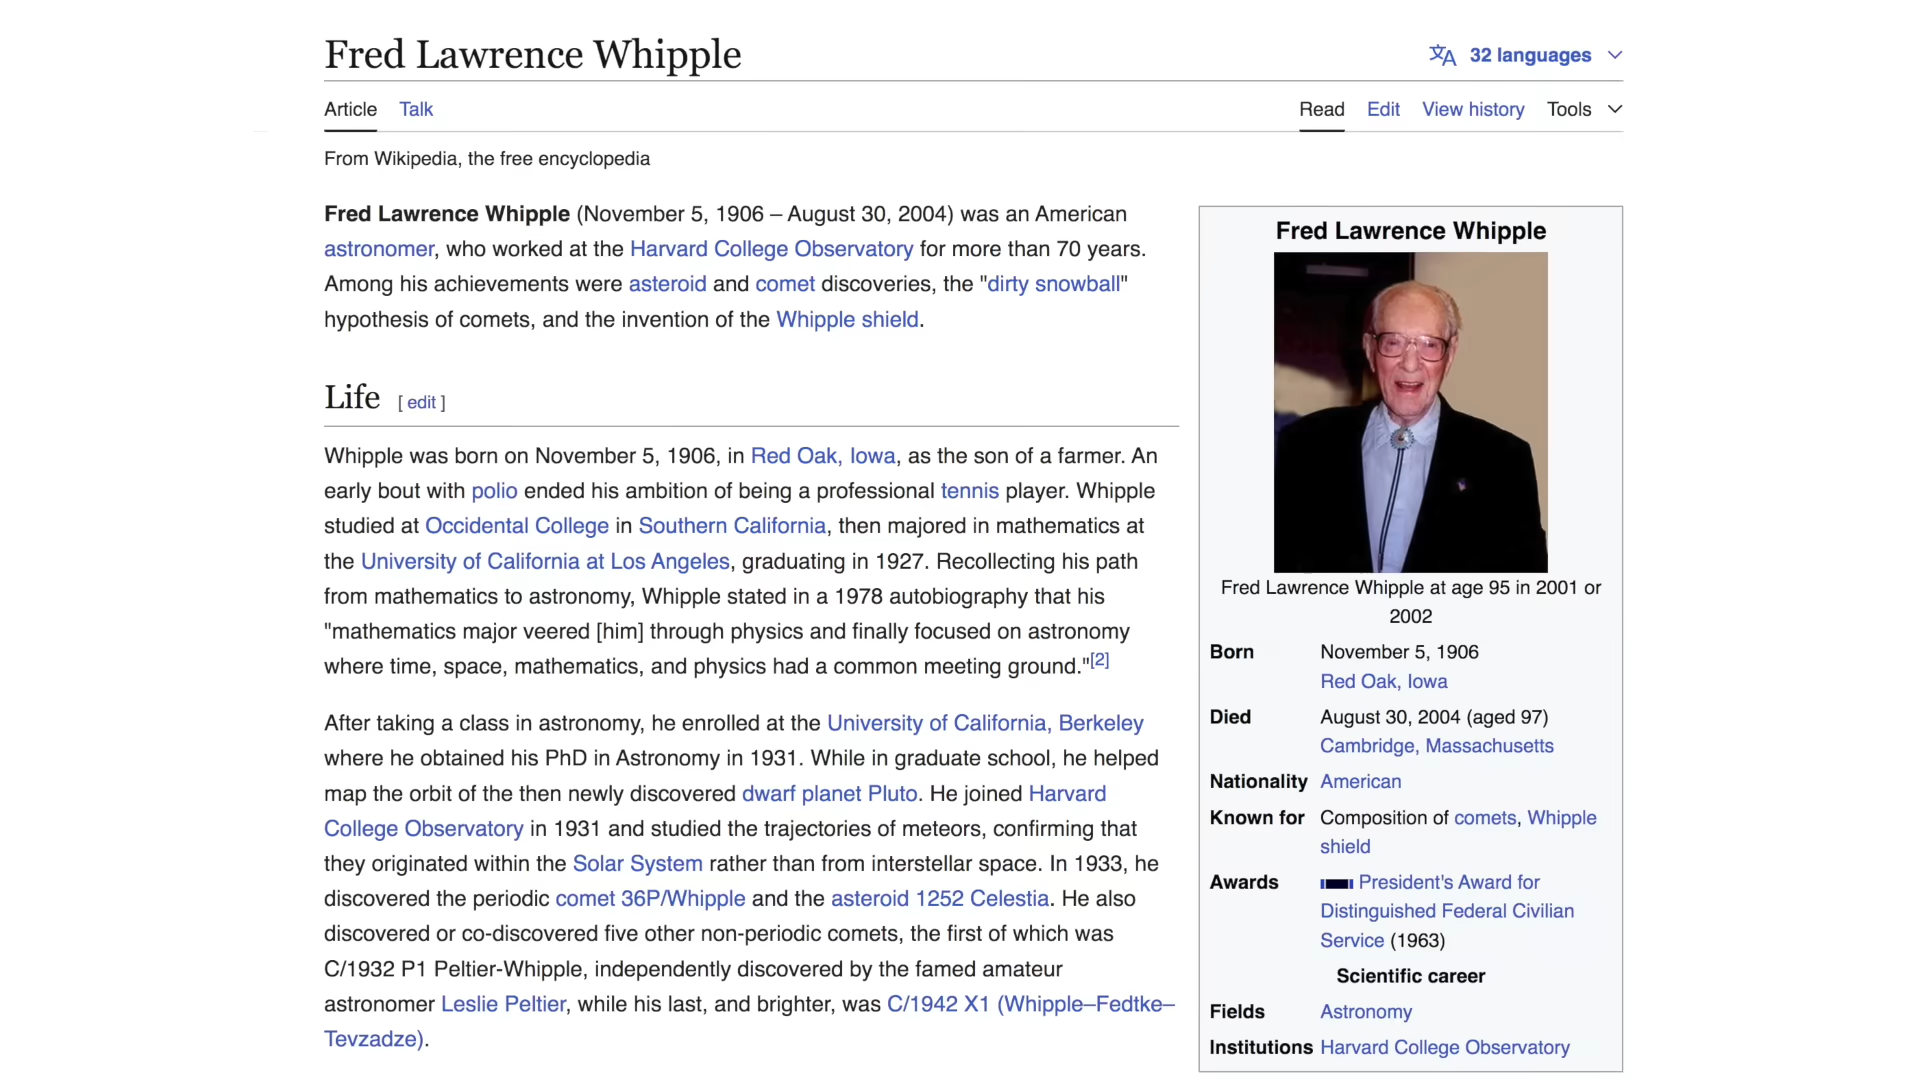 Fred Lawrence Whipple
32 languages
Article Talk
Read Edit View history Tools
From Wikipedia, the free encyclopedia
Fred Lawrence Whipple (November 5, 1906 – August 30, 2004) was an American
astronomer, who worked at the Harvard College Observatory for more than 70 years.
Among his achievements were asteroid and comet discoveries, the "dirty snowball"
hypothesis of comets, and the invention of the Whipple shield.
Life [ edit ]
Whipple was born on November 5, 1906, in Red Oak, Iowa, as the son of a farmer. An
early bout with polio ended his ambition of being a professional tennis player. Whipple
studied at Occidental College in Southern California, then majored in mathematics at
the University of California at Los Angeles, graduating in 1927. Recollecting his path
from mathematics to astronomy, Whipple stated in a 1978 autobiography that his
"mathematics major veered [him] through physics and finally focused on astronomy
where time, space, mathematics, and physics had a common meeting ground."[2]
After taking a class in astronomy, he enrolled at the University of California, Berkeley
where he obtained his PhD in Astronomy in 1931. While in graduate school, he helped
map the orbit of the then newly discovered dwarf planet Pluto. He joined Harvard
College Observatory in 1931 and studied the trajectories of meteors, confirming that
they originated within the Solar System rather than from interstellar space. In 1933, he
discovered the periodic comet 36P/Whipple and the asteroid 1252 Celestia. He also
discovered or co-discovered five other non-periodic comets, the first of which was
C/1932 P1 Peltier-Whipple, independently discovered by the famed amateur
astronomer Leslie Peltier, while his last, and brighter, was C/1942 X1 (Whipple–Fedtke–
Tevzadze).
Fred Lawrence Whipple
Fred Lawrence Whipple at age 95 in 2001 or
2002
Born November 5, 1906
Red Oak, Iowa
Died August 30, 2004 (aged 97)
Cambridge, Massachusetts
Nationality American
Known for Composition of comets, Whipple
shield
Awards President's Award for
Distinguished Federal Civilian
Service (1963)
Scientific career
Fields Astronomy
Institutions Harvard College Observatory